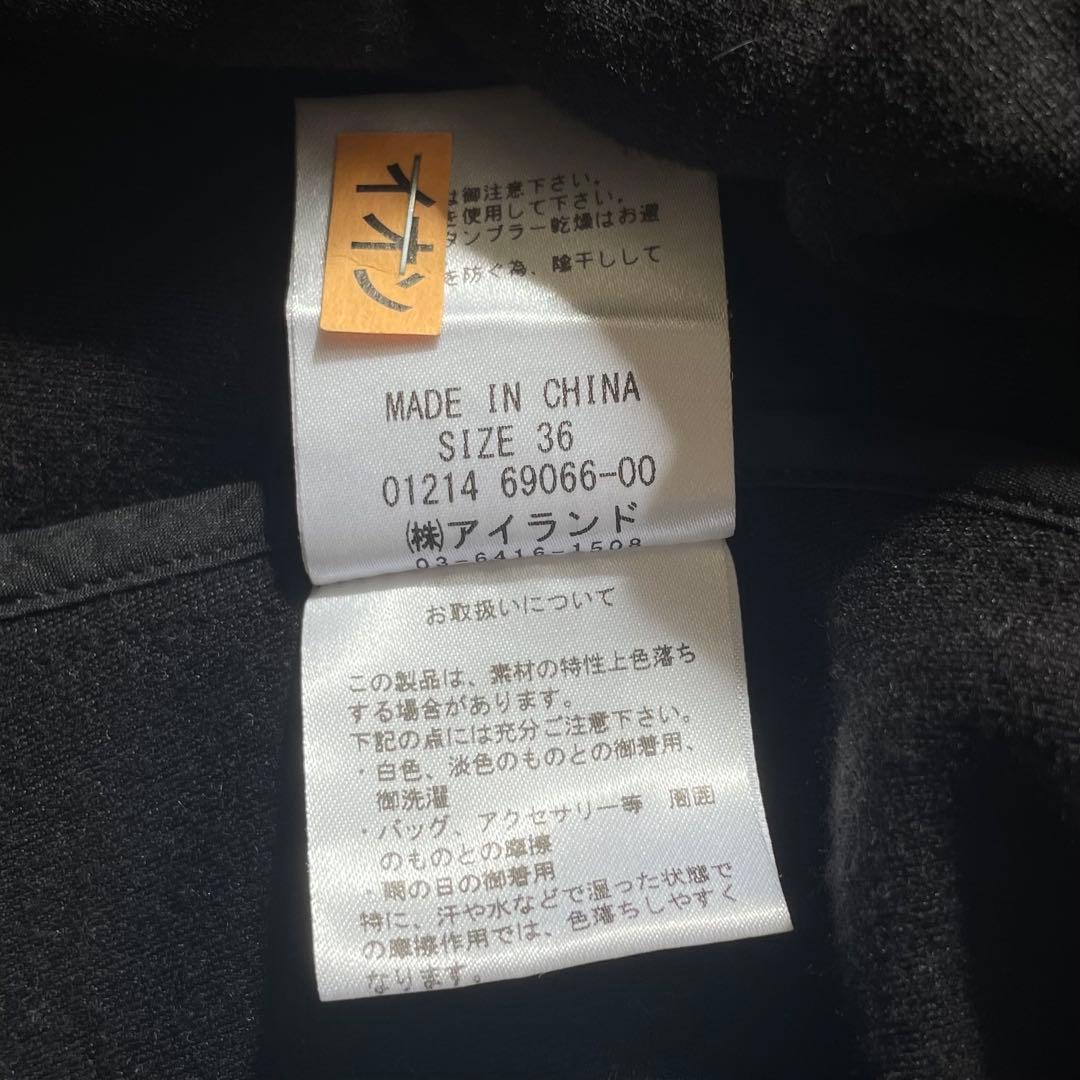 イオン
は御注意下さい。
を使用して下さい。
タンブラー乾燥はお避
を防ぐ為、陰干しして
MADE IN CHINA
SIZE 36
01214 69066-00
㈱アイランド
03-6416-1508
お取扱いについて
この製品は、素材の特性上色落ち
する場合があります。
下記の点には充分ご注意下さい。
・白色、淡色のものとの御着用、
御洗濯
・バッグ、アクセサリー等 周囲
のものとの摩擦
・雨の日の御着用
特に、汗や水などで湿った状態で
の摩擦作用では、色落ちしやすく
なります。